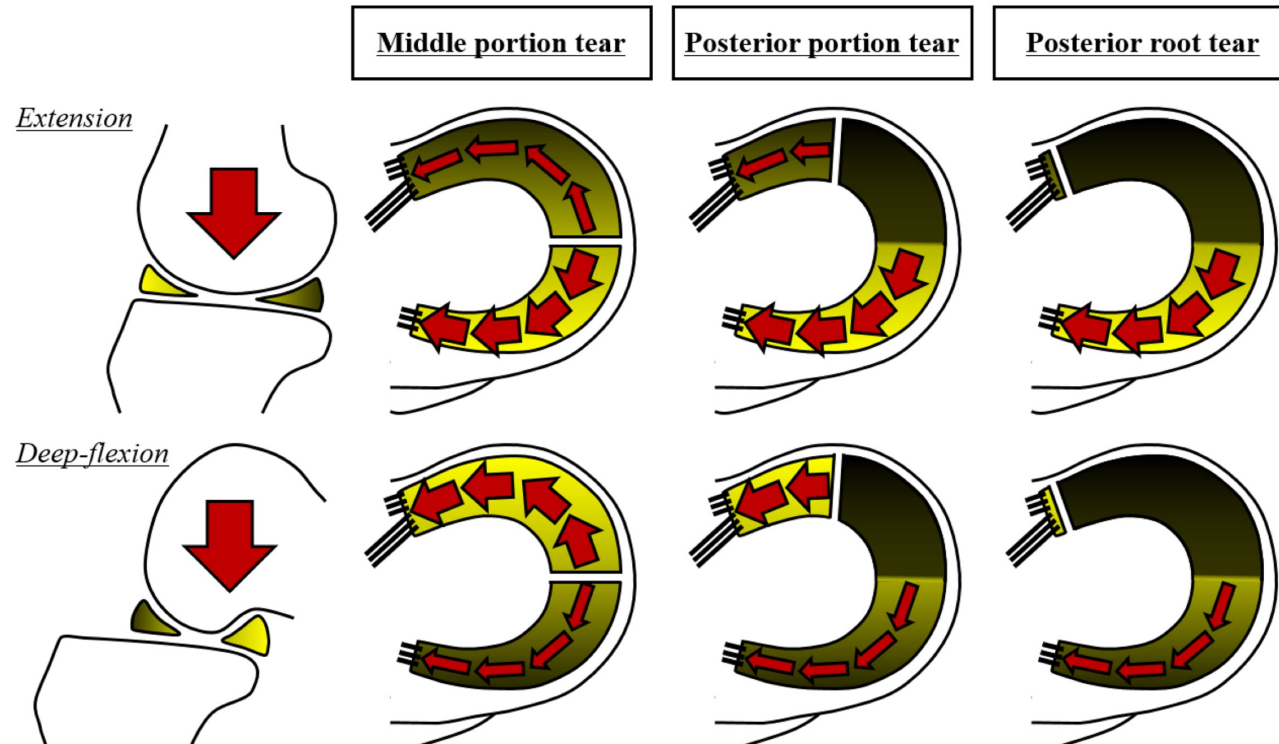 Middle portion tear
Posterior portion tear
Posterior root tear
Extension
Deep-flexion